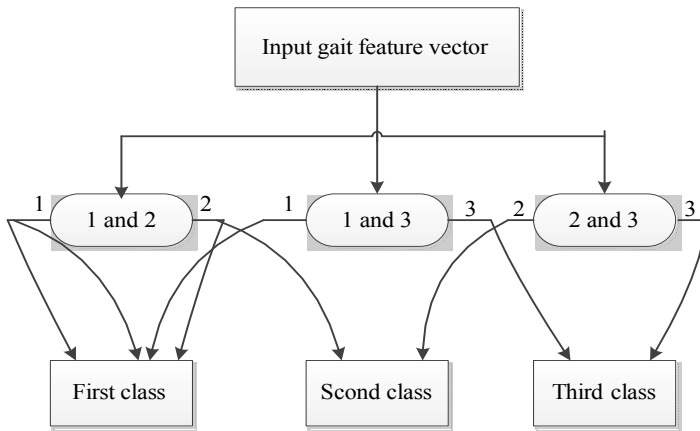 Input gait feature vector
1
1 and 2
2
1
1 and 3
3
2
2 and 3
3
First class
Scond class
Third class